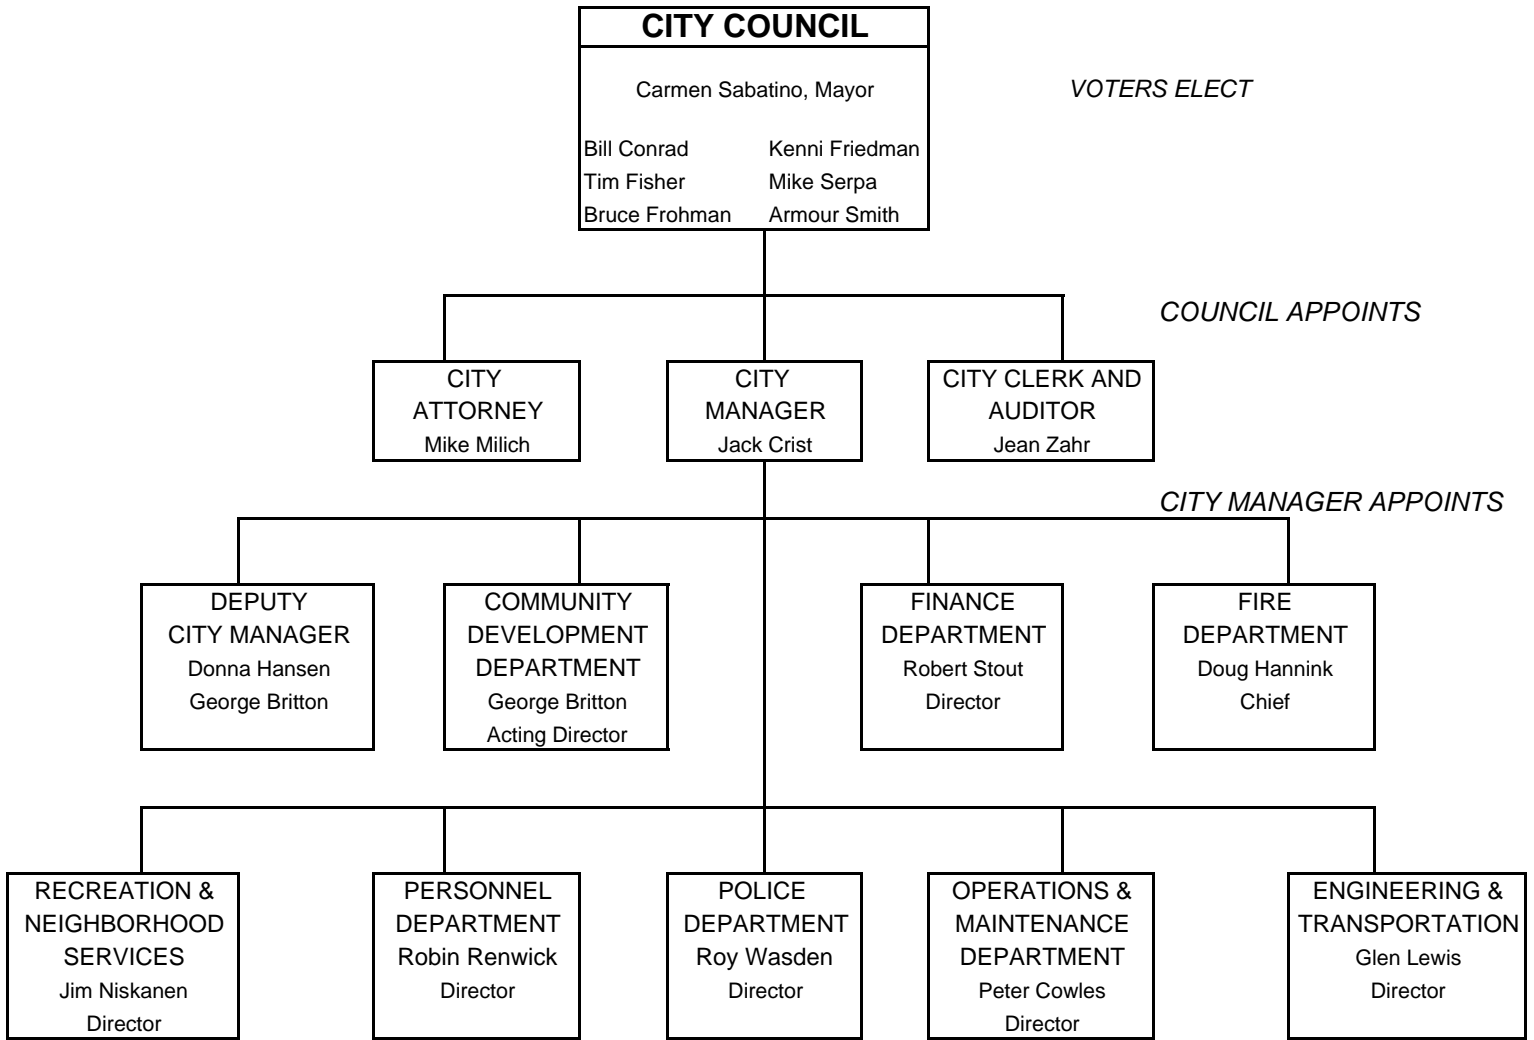 CITY COUNCIL
Carmen Sabatino, Mayor
VOTERS ELECT
Bill Conrad
Kenni Friedman
Tim Fisher
Mike Serpa
Bruce Frohman
Armour Smith
COUNCIL APPOINTS
CITY
ATTORNEY
Mike Milich
CITY
MANAGER
Jack Crist
CITY CLERK AND
AUDITOR
Jean Zahr
CITY MANAGER APPOINTS
DEPUTY
CITY MANAGER
Donna Hansen
George Britton
COMMUNITY
DEVELOPMENT
DEPARTMENT
George Britton
Acting Director
FINANCE
DEPARTMENT
Robert Stout
Director
FIRE
DEPARTMENT
Doug Hannink
Chief
RECREATION &
NEIGHBORHOOD
SERVICES
Jim Niskanen
Director
PERSONNEL
DEPARTMENT
Robin Renwick
Director
POLICE
DEPARTMENT
Roy Wasden
Director
OPERATIONS &
MAINTENANCE
DEPARTMENT
Peter Cowles
Director
ENGINEERING &
TRANSPORTATION
Glen Lewis
Director